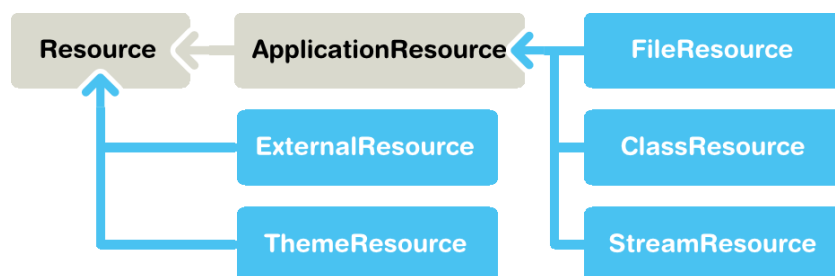 Resource
ApplicationResource
FileResource
ExternalResource
ClassResource
ThemeResource
StreamResource